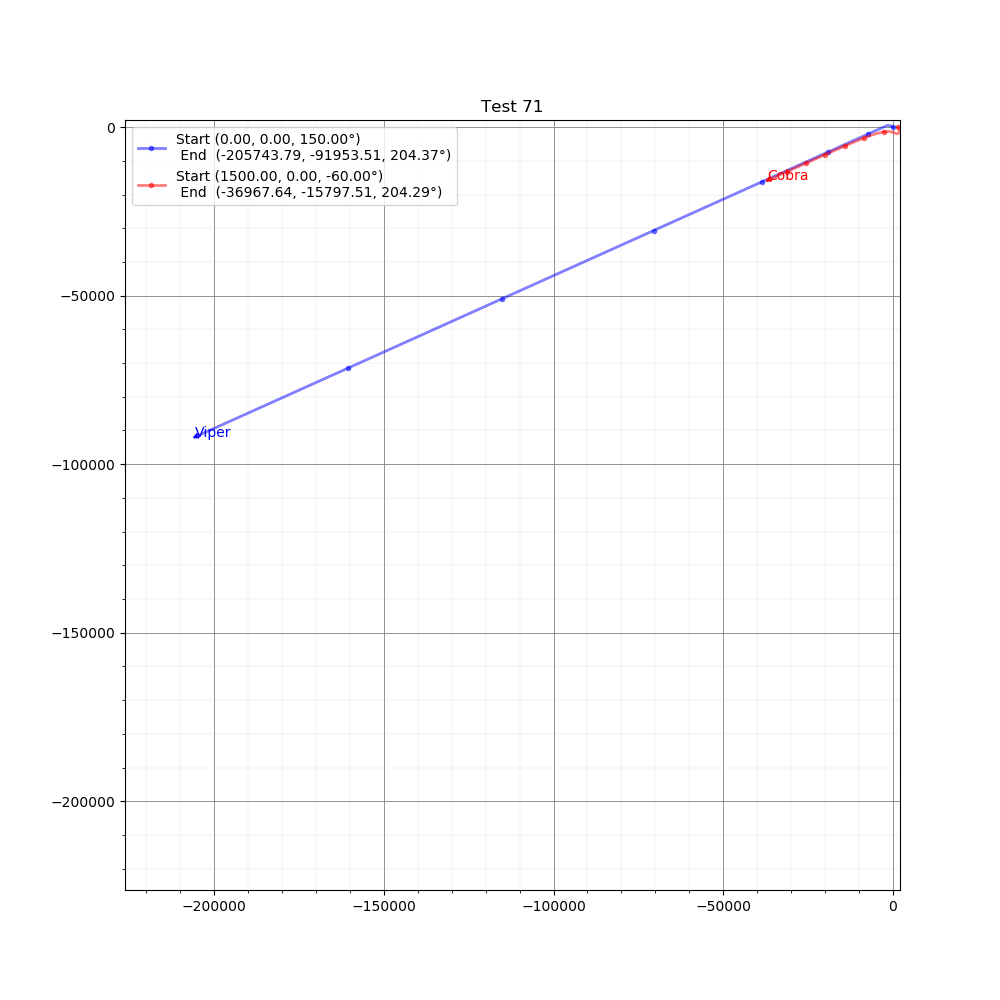 Test 71
Start (0.00, 0.00, 150.00°)
End (-205743.79, -91953.51, 204.37°)
Start (1500.00, 0.00, -60.00°)
End (-36967.64, -15797.51, 204.29°)
Cobra
Viper
0
−50000
−100000
−150000
−200000
−200000
−150000
−100000
−50000
0